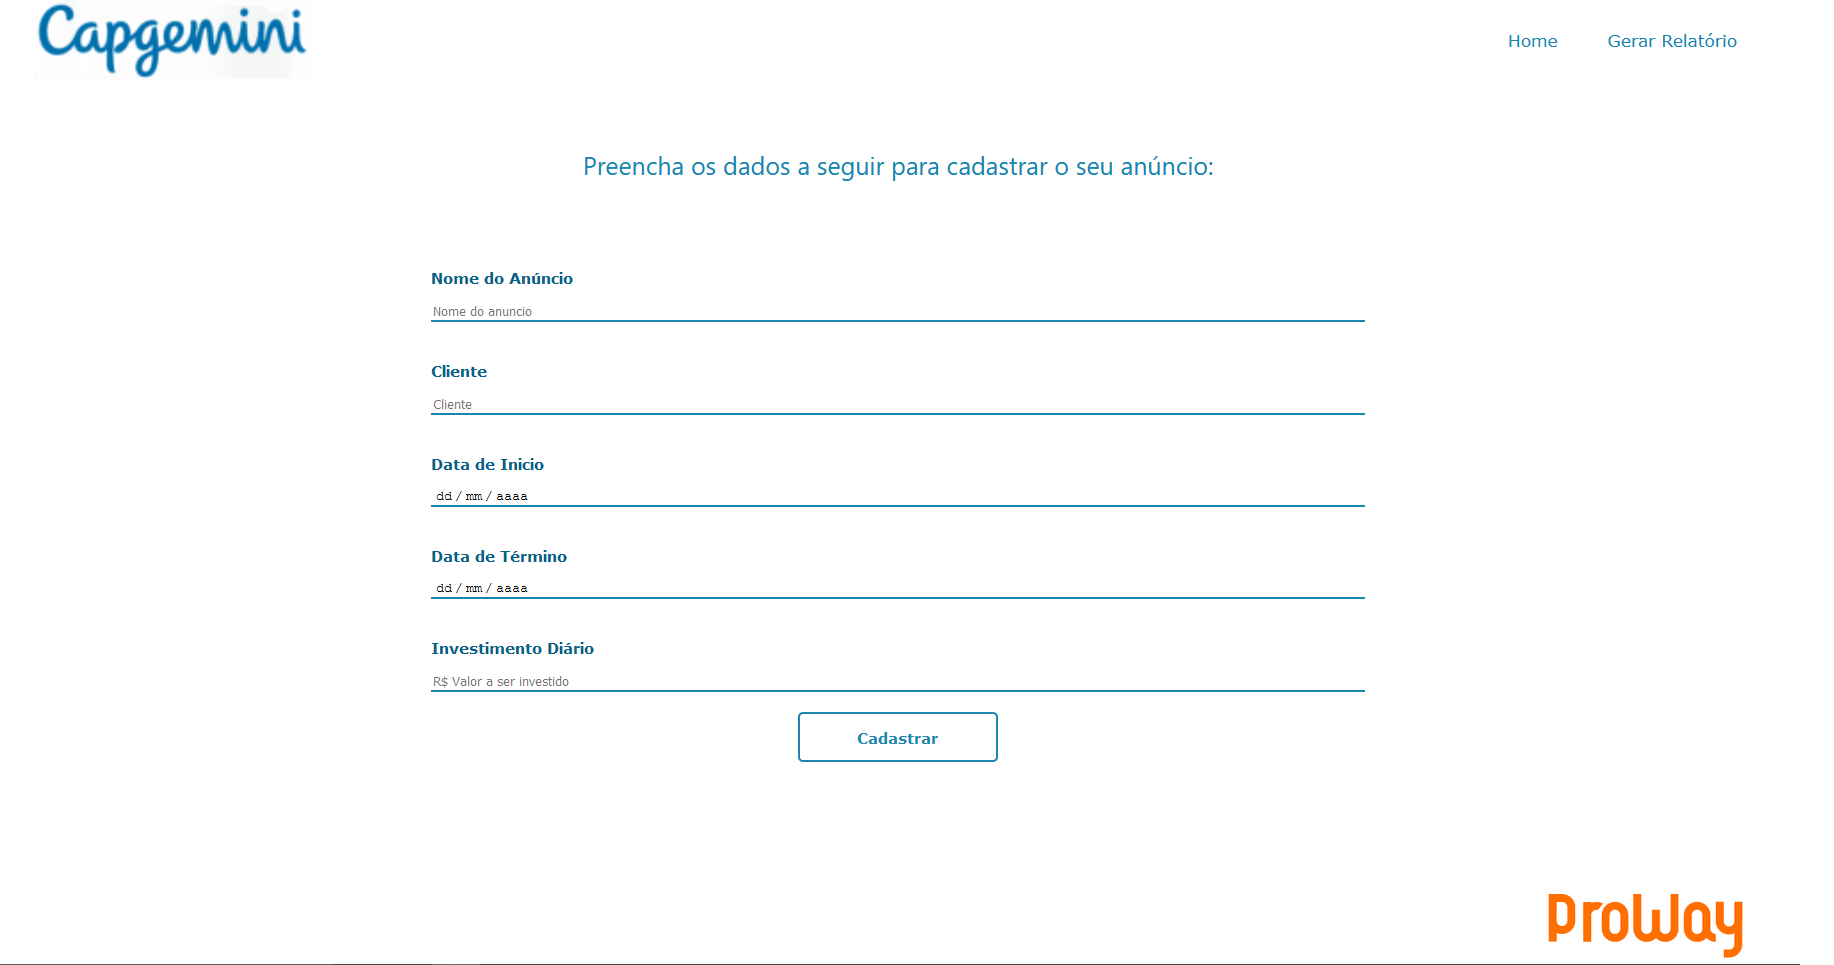 Capgemini
Home Gerar Relatório
Preencha os dados a seguir para cadastrar o seu anúncio:
Nome do Anúncio
Nome do anuncio
Cliente
Cliente
Data de Inicio
dd / mm / aaaa
Data de Término
dd / mm / aaaa
Investimento Diário
R$ Valor a ser investido
Cadastrar
ProWay